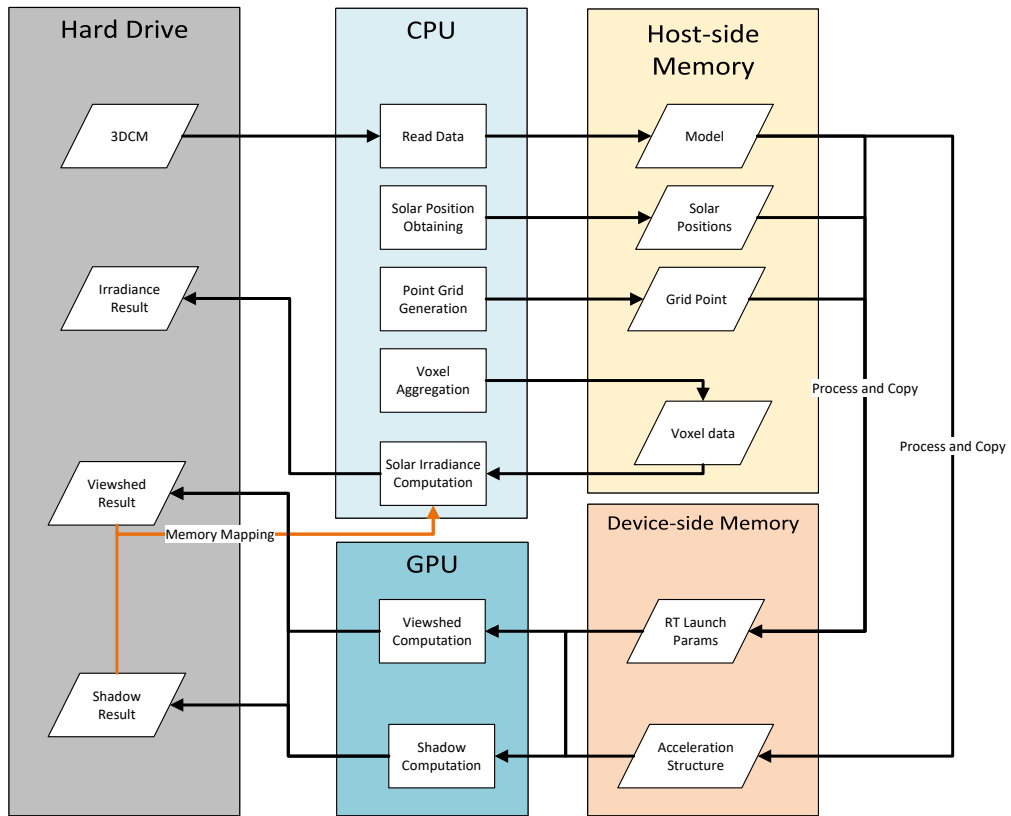 Hard Drive
3DCM
Irradiance
Result
Viewshed
Result
Shadow
Result
CPU
Read Data
Solar Position
Obtaining
Point Grid
Generation
Voxel
Aggregation
Solar Irradiance
Computation
Memory Mapping
GPU
Viewshed
Computation
Shadow
Computation
Host-side
Memory
Model
Solar
Positions
Grid Point
Voxel data
Process and Copy
Process and Copy
Device-side Memory
RT Launch
Params
Acceleration
Structure